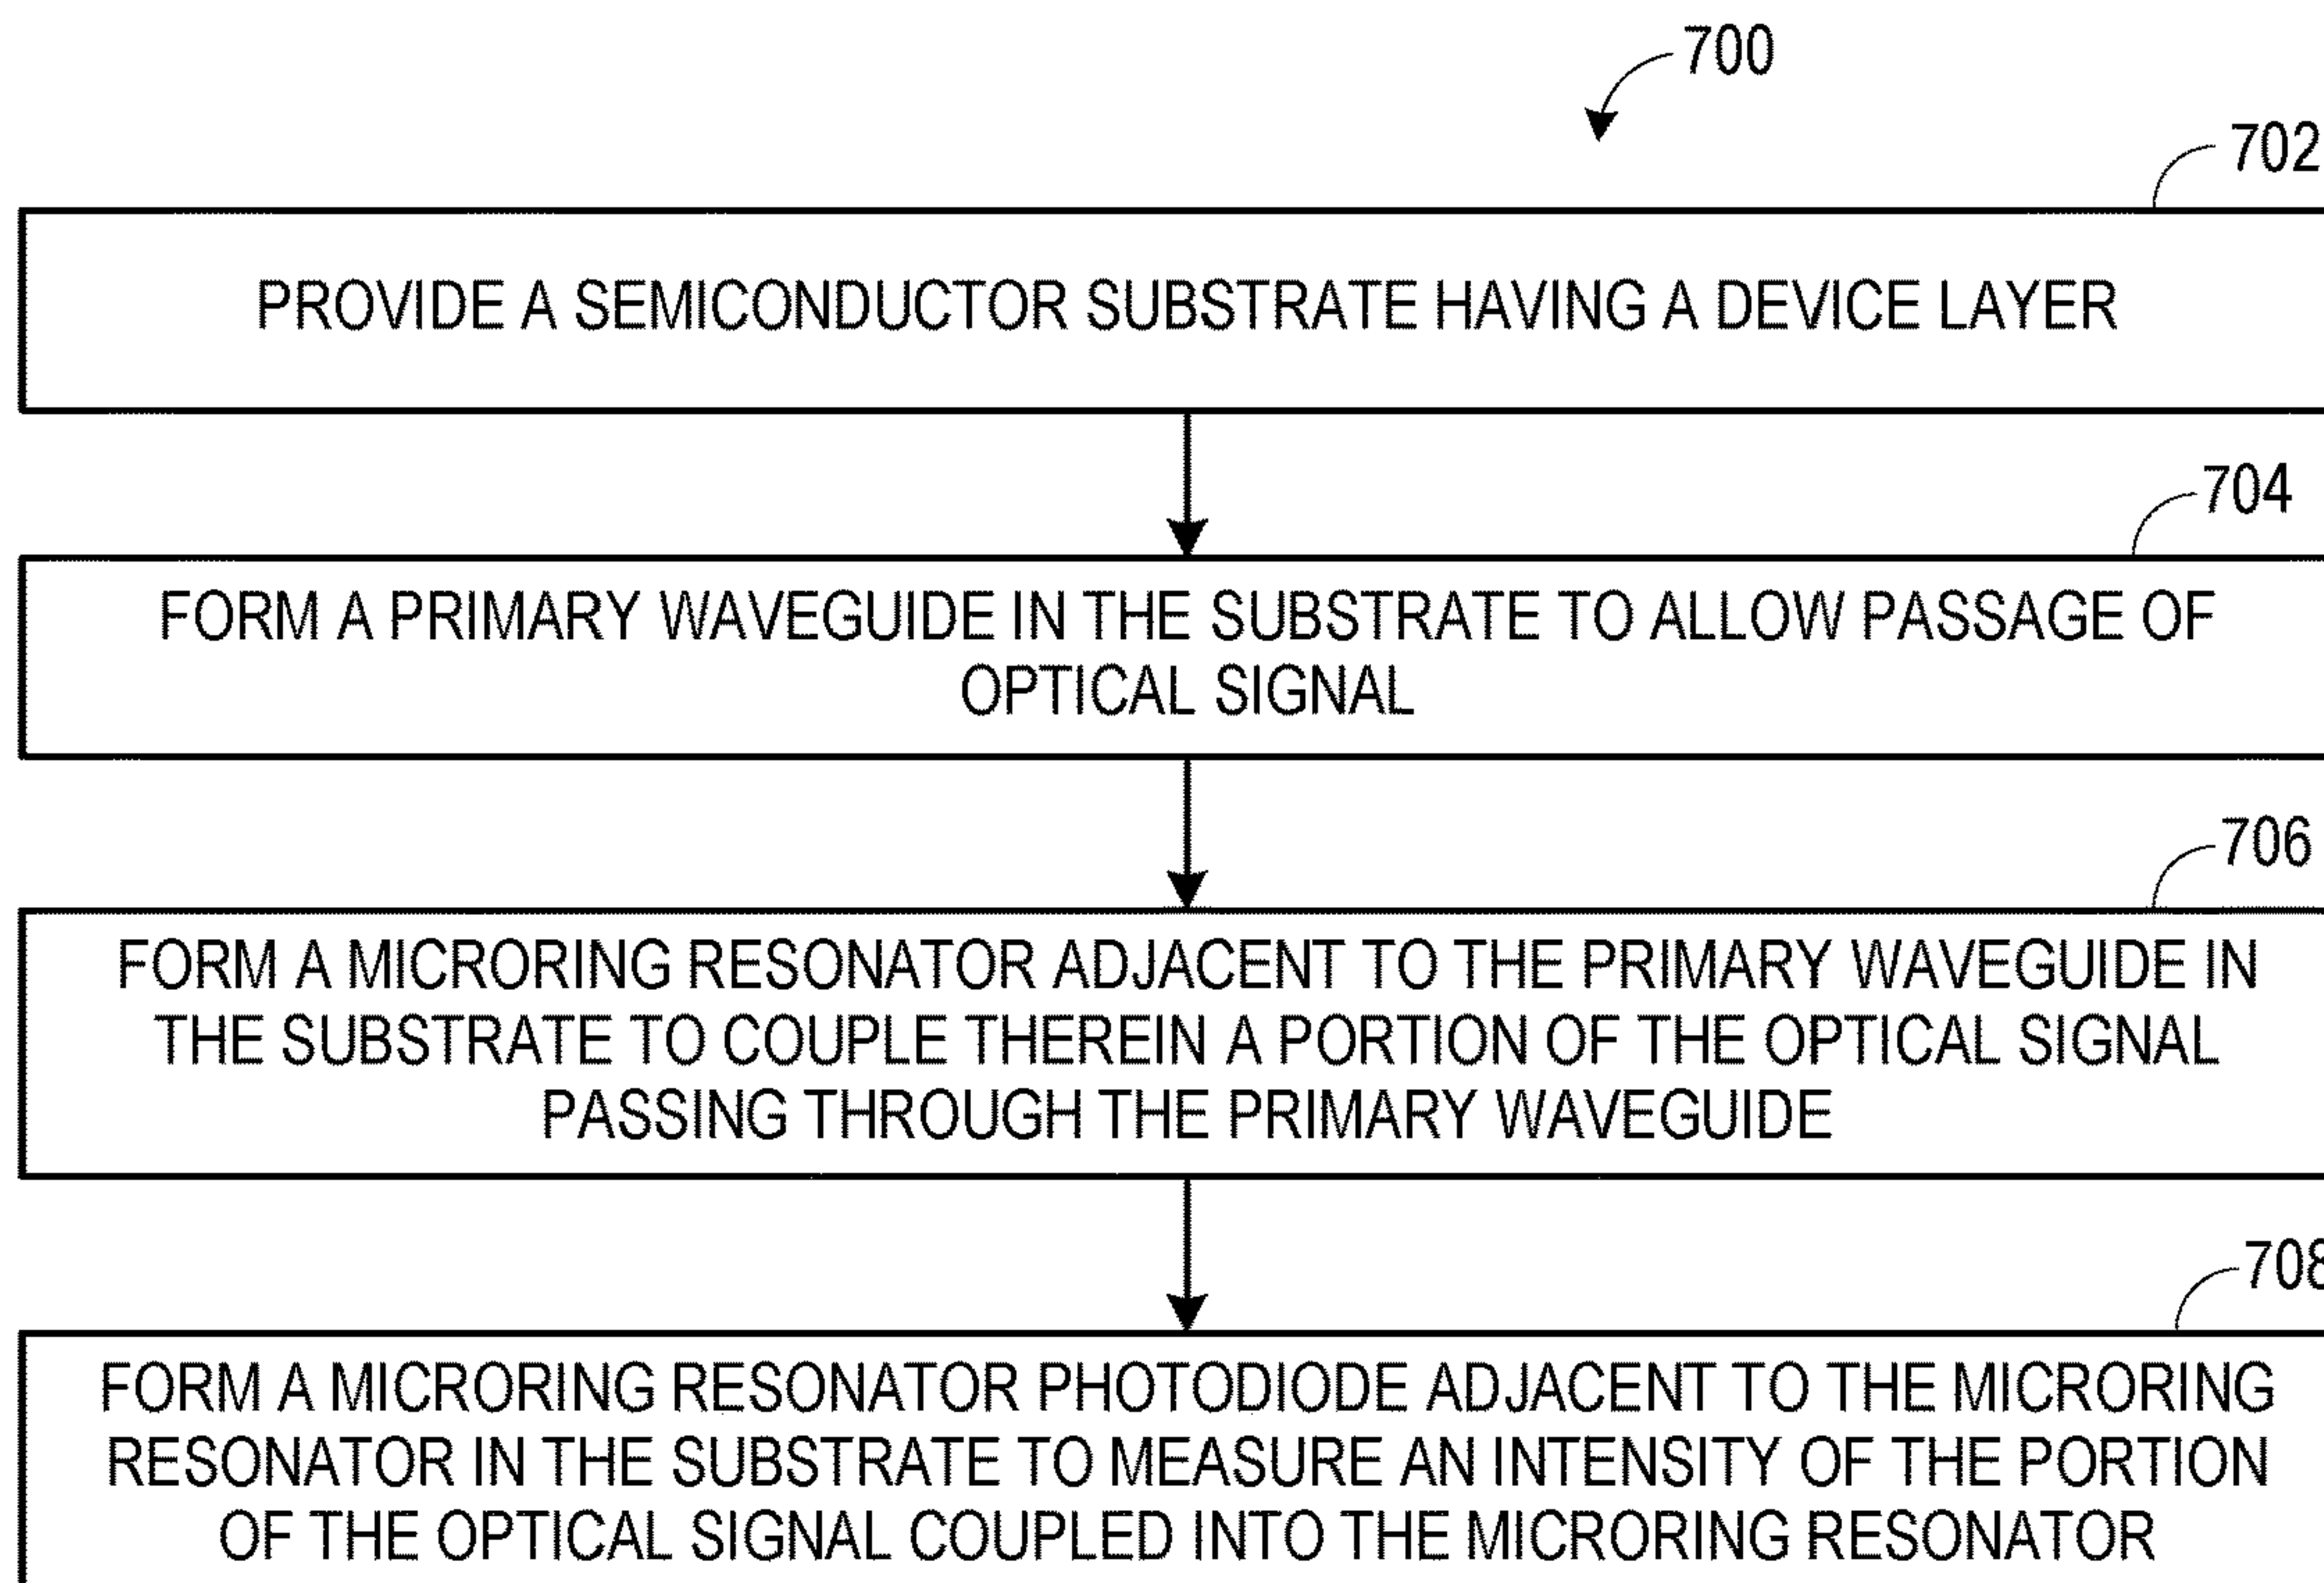 700
702
PROVIDE A SEMICONDUCTOR SUBSTRATE HAVING A DEVICE LAYER
704
FORM A PRIMARY WAVEGUIDE IN THE SUBSTRATE TO ALLOW PASSAGE OF
OPTICAL SIGNAL
706
FORM A MICRORING RESONATOR ADJACENT TO THE PRIMARY WAVEGUIDE IN
THE SUBSTRATE TO COUPLE THEREIN A PORTION OF THE OPTICAL SIGNAL
PASSING THROUGH THE PRIMARY WAVEGUIDE
708
FORM A MICRORING RESONATOR PHOTODIODE ADJACENT TO THE MICRORING
RESONATOR IN THE SUBSTRATE TO MEASURE AN INTENSITY OF THE PORTION
OF THE OPTICAL SIGNAL COUPLED INTO THE MICRORING RESONATOR